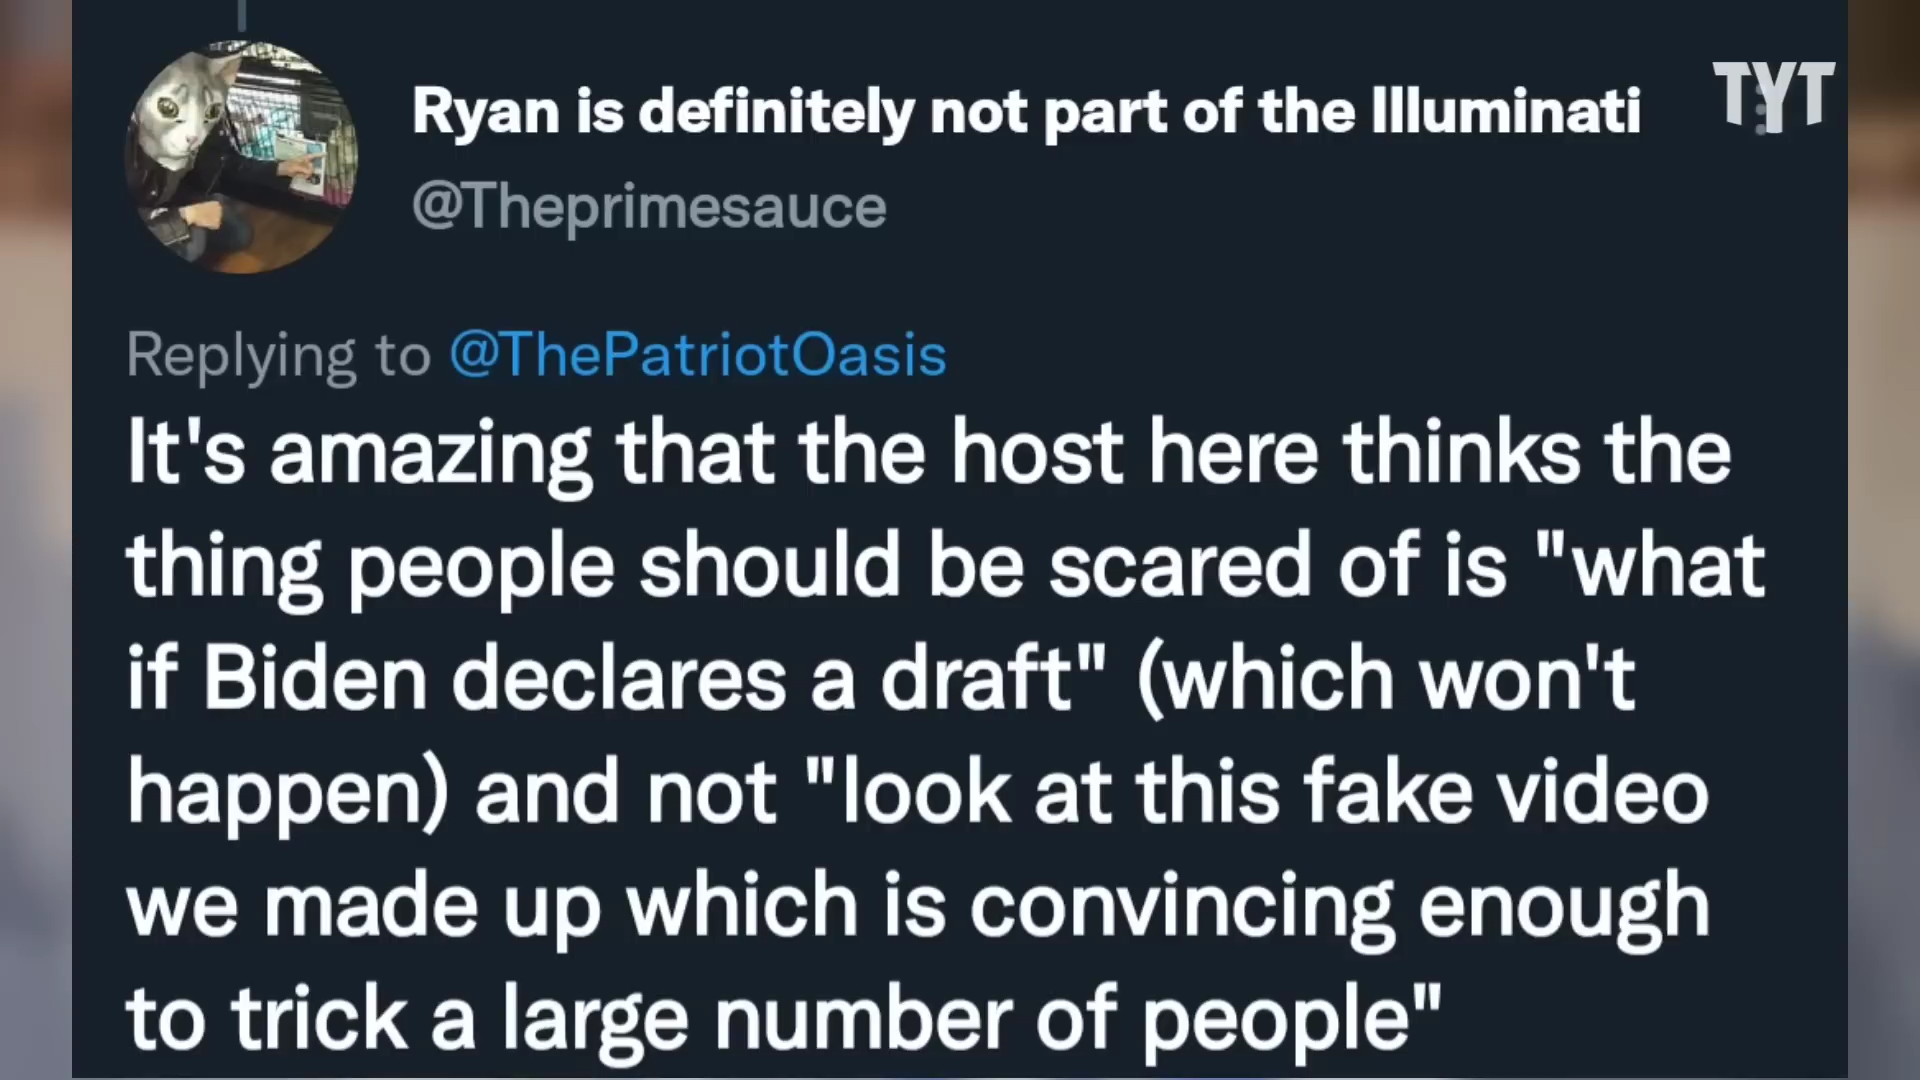 Ryan is definitely not part of the Illuminati
TYT
@Theprimesauce
Replying to @ThePatriotOasis
It's amazing that the host here thinks the
thing people should be scared of is "what
if Biden declares a draft" (which won't
happen) and not "look at this fake video
we made up which is convincing enough
to trick a large number of people"